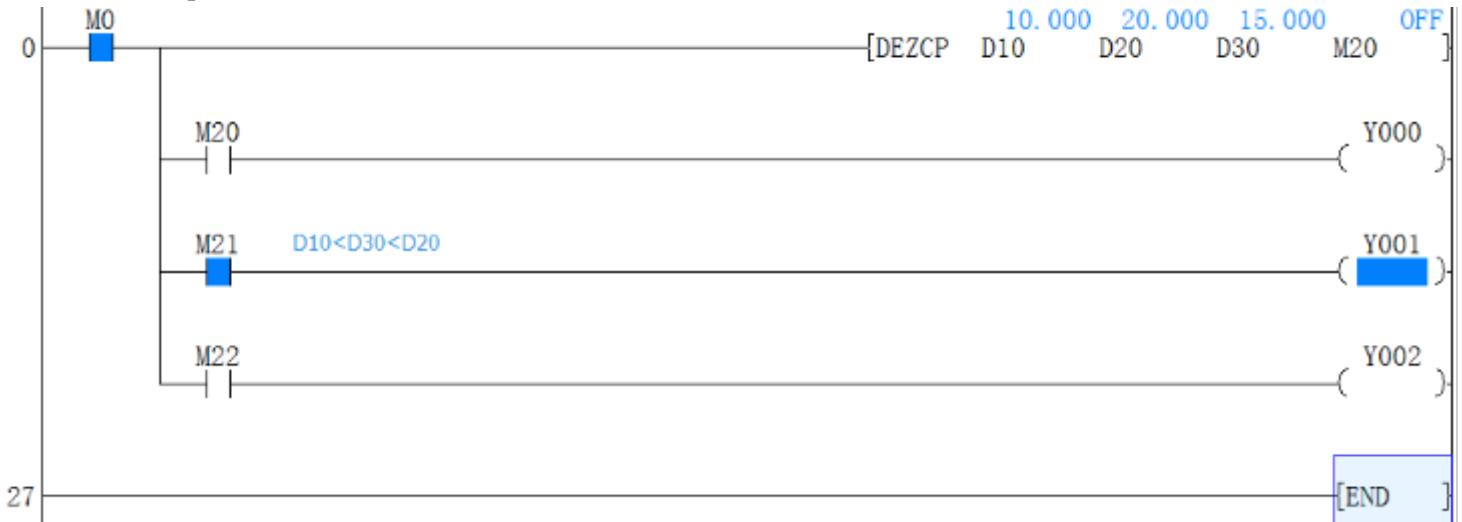 M0 10.000 20.000 15.000 OFF
0 [DEZCP D10 D20 D30 M20 ]
M20 Y000
M21 D10<D30<D20 Y001
M22 Y002
27 [END ]